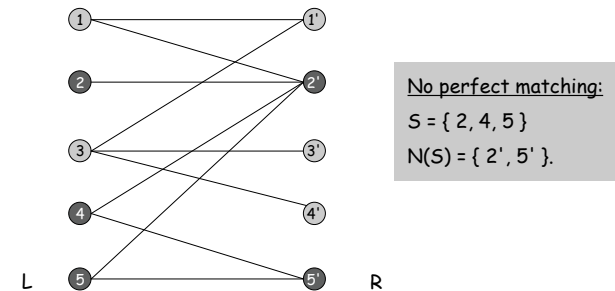 1 1'
2 2'
3 3'
4 4'
L 5 5' R
No perfect matching:
S = { 2, 4, 5 }
N(S) = { 2', 5' }.